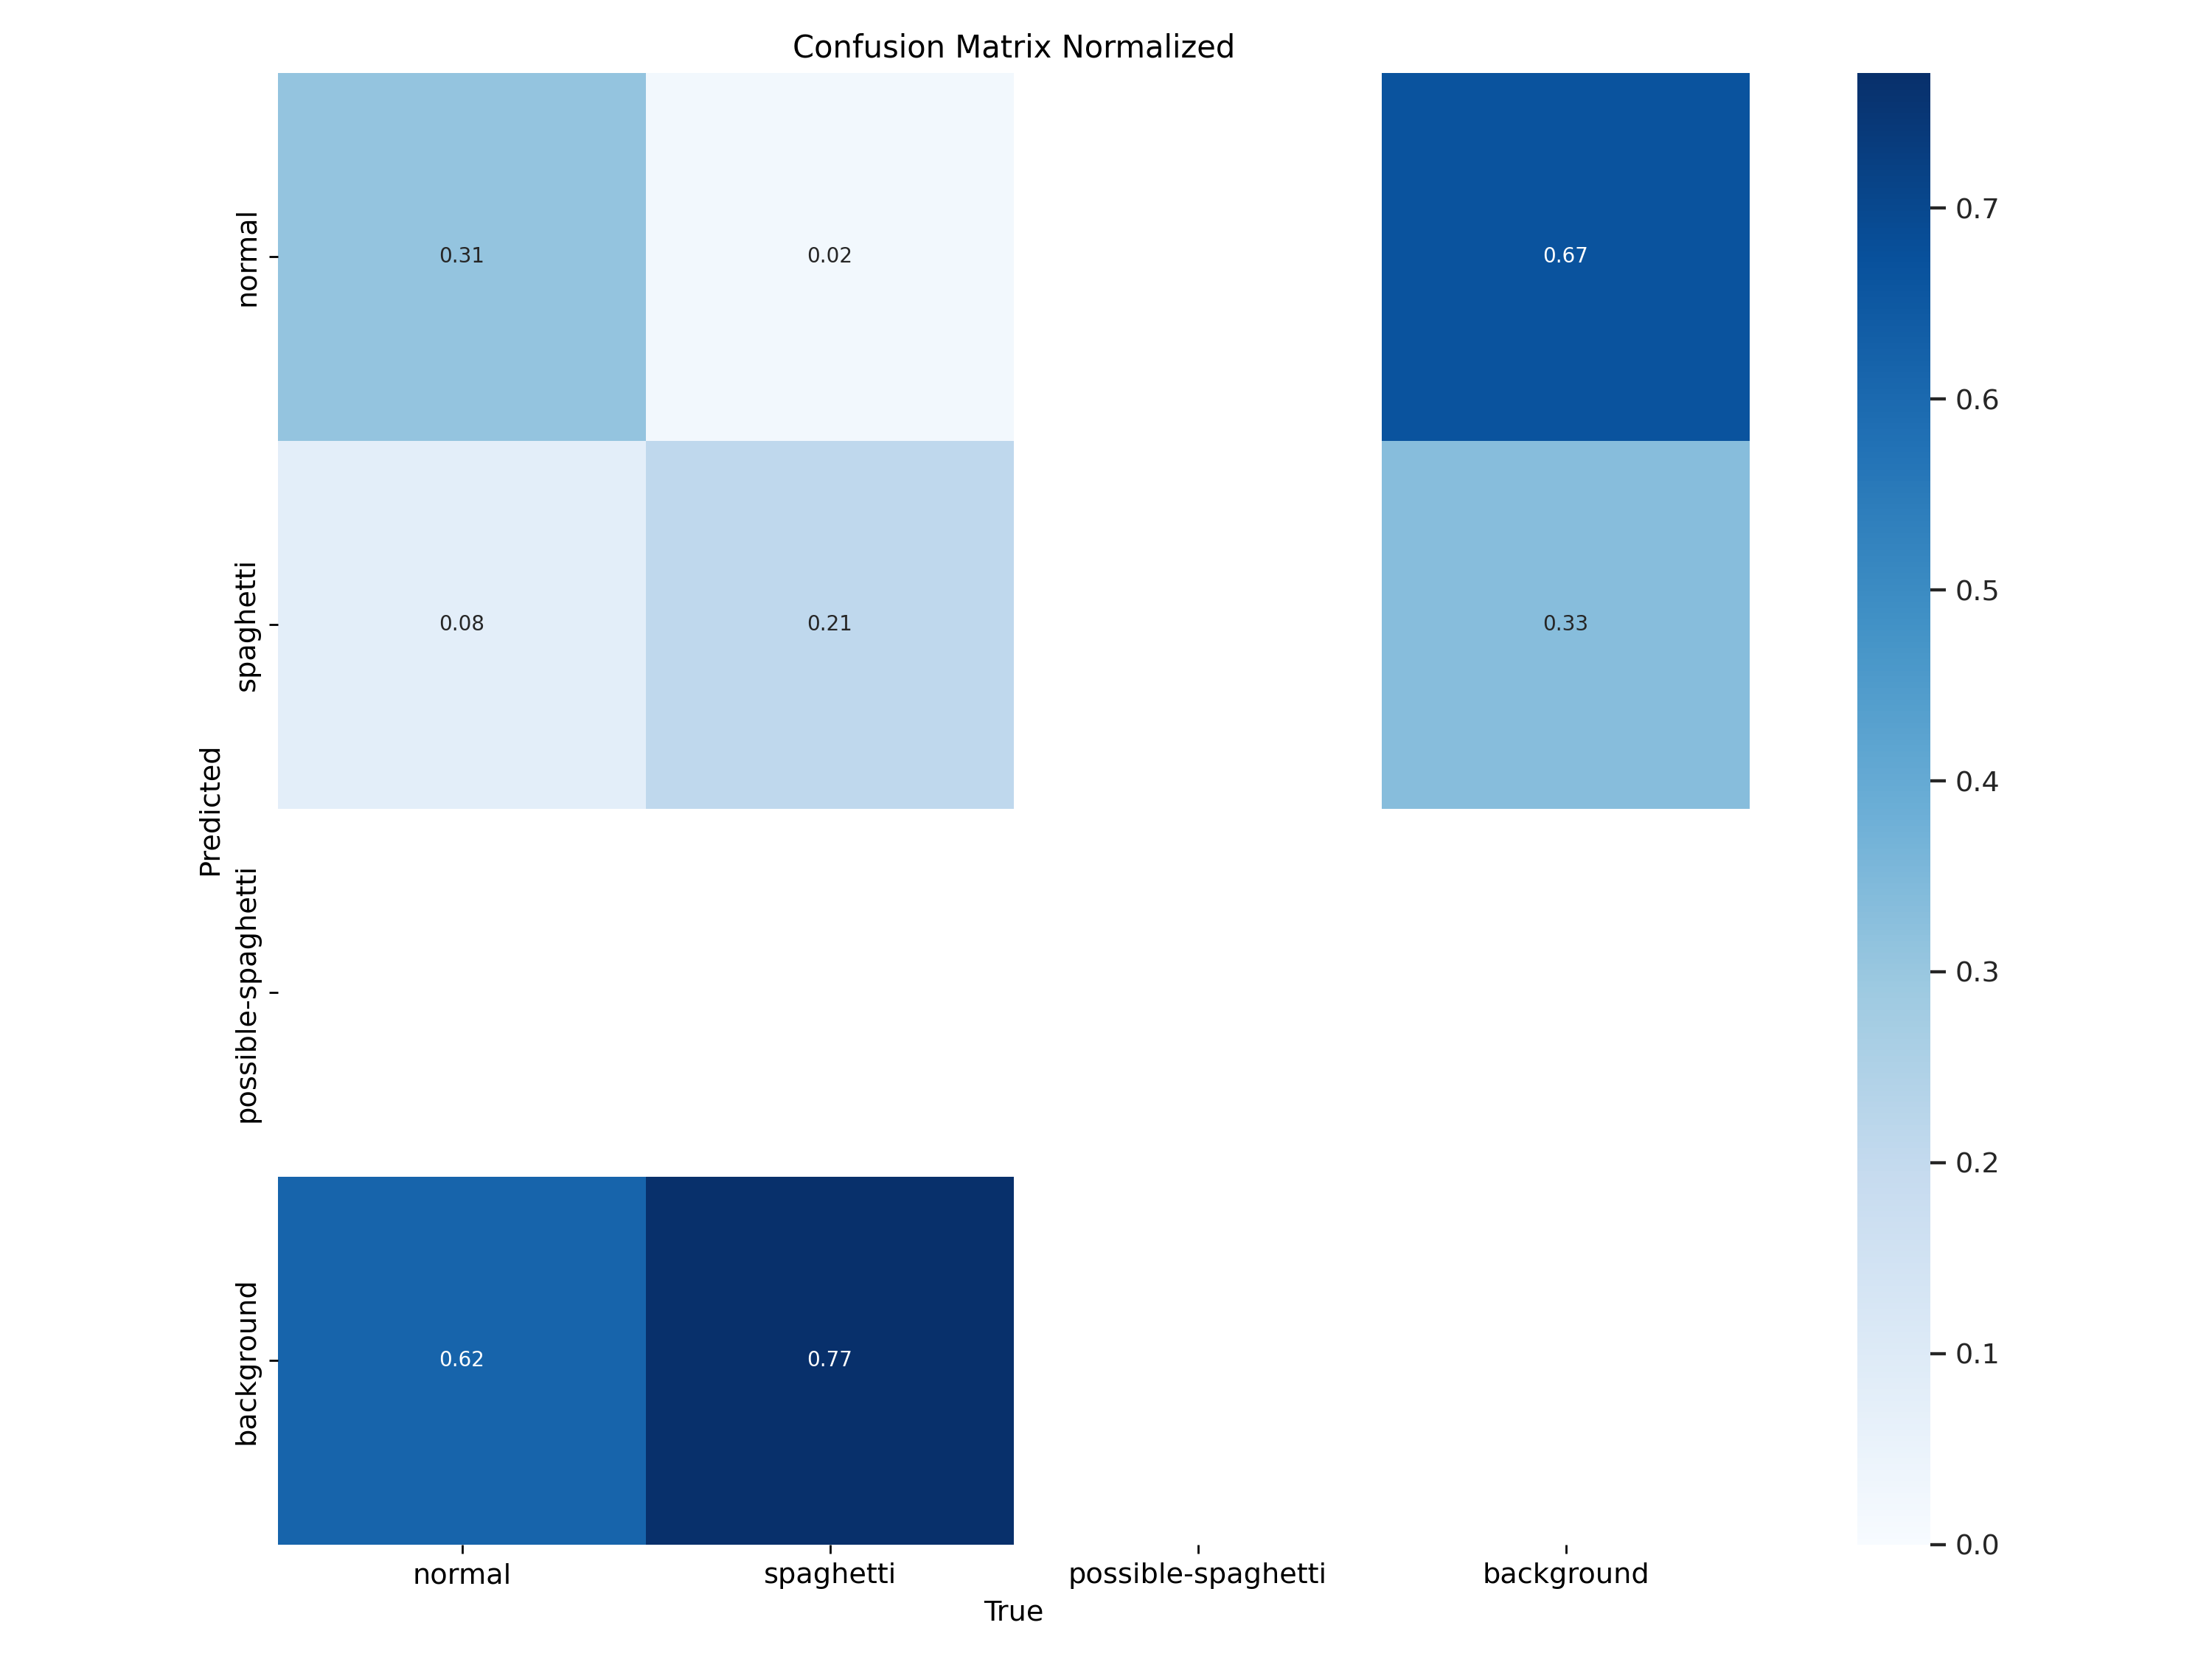 Confusion Matrix Normalized
normal
0.31
0.02
0.67
spaghetti
0.08
0.21
0.33
possible-spaghetti
background
0.62
0.77
Predicted
normal
spaghetti
possible-spaghetti
background
True
0.7
0.6
0.5
0.4
0.3
0.2
0.1
0.0